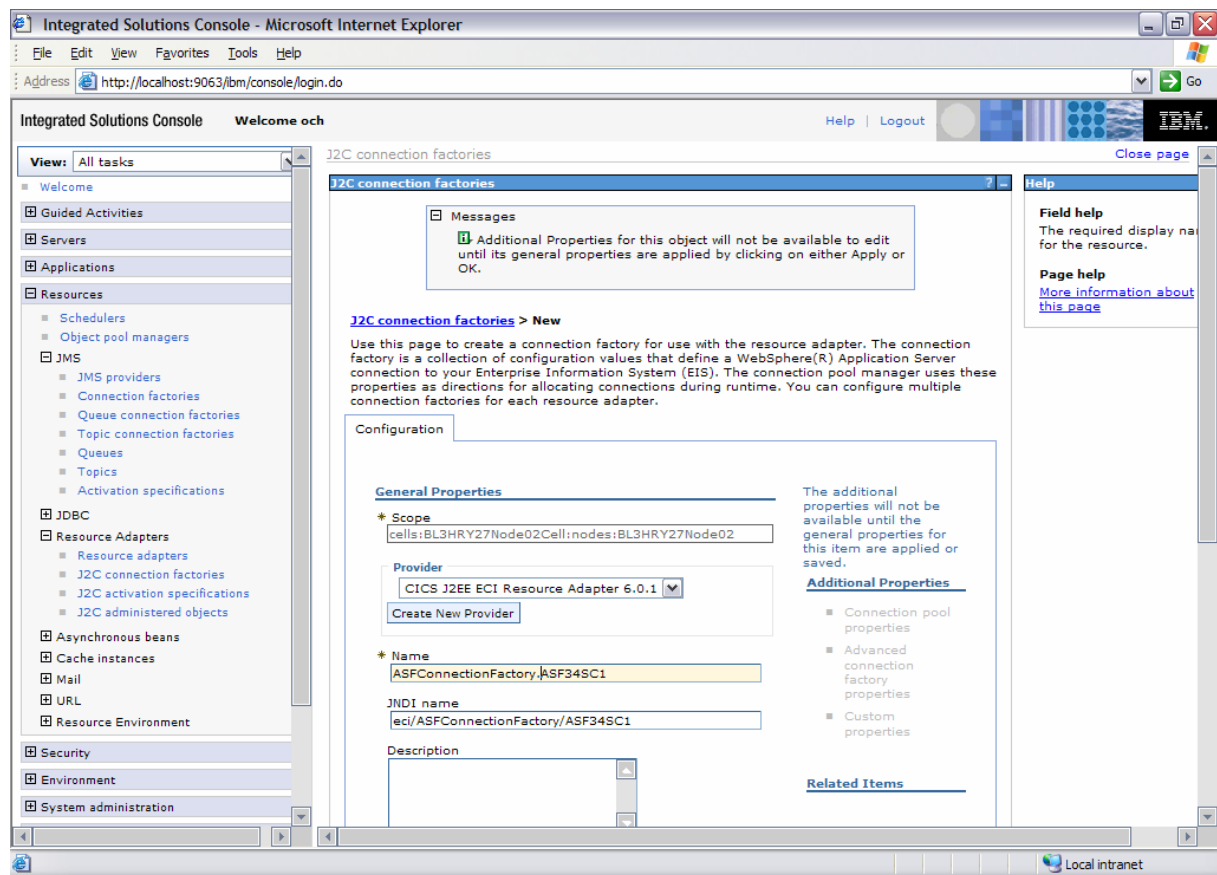 Integrated Solutions Console - Microsoft Internet Explorer
File Edit View Favorites Tools Help
Address http://localhost:9063/ibm/console/login.do Go
Integrated Solutions Console Welcome och Help | Logout IBM.
View: All tasks
Welcome
Guided Activities
Servers
Applications
Resources
Schedulers
Object pool managers
JMS
JMS providers
Connection factories
Queue connection factories
Topic connection factories
Queues
Topics
Activation specifications
JDBC
Resource Adapters
Resource adapters
J2C connection factories
J2C activation specifications
J2C administered objects
Asynchronous beans
Cache instances
Mail
URL
Resource Environment
Security
Environment
System administration
J2C connection factories Close page
J2C connection factories ? -
Messages
Additional Properties for this object will not be available to edit
until its general properties are applied by clicking on either Apply or
OK.
J2C connection factories > New
Use this page to create a connection factory for use with the resource adapter. The connection
factory is a collection of configuration values that define a WebSphere(R) Application Server
connection to your Enterprise Information System (EIS). The connection pool manager uses these
properties as directions for allocating connections during runtime. You can configure multiple
connection factories for each resource adapter.
Configuration
General Properties
* Scope
cells:BL3HRY27Node02Cell:nodes:BL3HRY27Node02
Provider
CICS J2EE ECI Resource Adapter 6.0.1
Create New Provider
* Name
ASFConnectionFactory.ASF34SC1
JNDI name
eci/ASFConnectionFactory/ASF34SC1
Description
The additional
properties will not be
available until the
general properties for
this item are applied or
saved.
Additional Properties
Connection pool
properties
Advanced
connection
factory
properties
Custom
properties
Related Items
Help
Field help
The required display na
for the resource.
Page help
More information about
this page
Local intranet